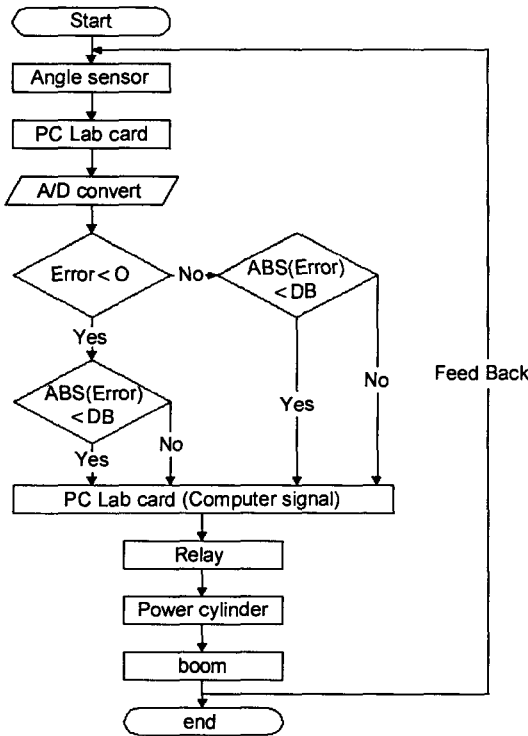 Start
Angle sensor
PC Lab card
A/D convert
Error < O
No
ABS(Error)
< DB
Yes
ABS(Error)
< DB
Yes
No
Yes
No
Feed Back
PC Lab card (Computer signal)
Relay
Power cylinder
boom
end